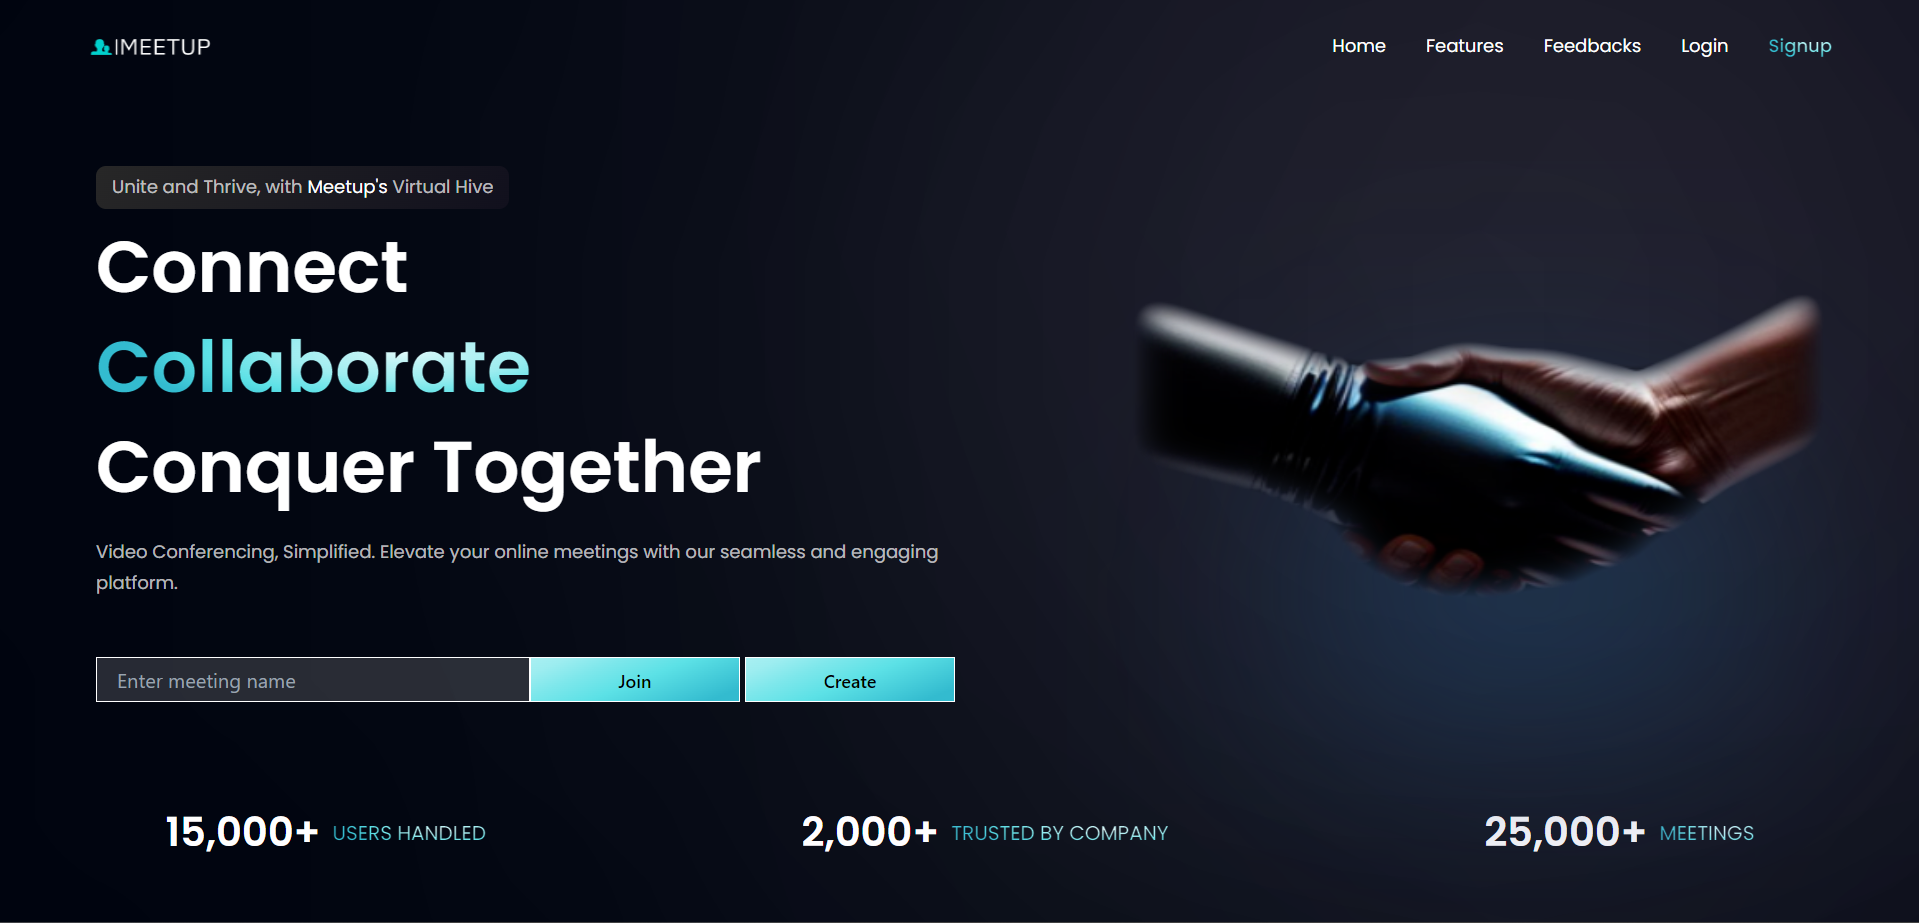 IMEETUP
Home Features Feedbacks Login Signup
Unite and Thrive, with Meetup's Virtual Hive
Connect
Collaborate
Conquer Together
Video Conferencing, Simplified. Elevate your online meetings with our seamless and engaging
platform.
Enter meeting name Join Create
15,000+ USERS HANDLED 2,000+ TRUSTED BY COMPANY 25,000+ MEETINGS